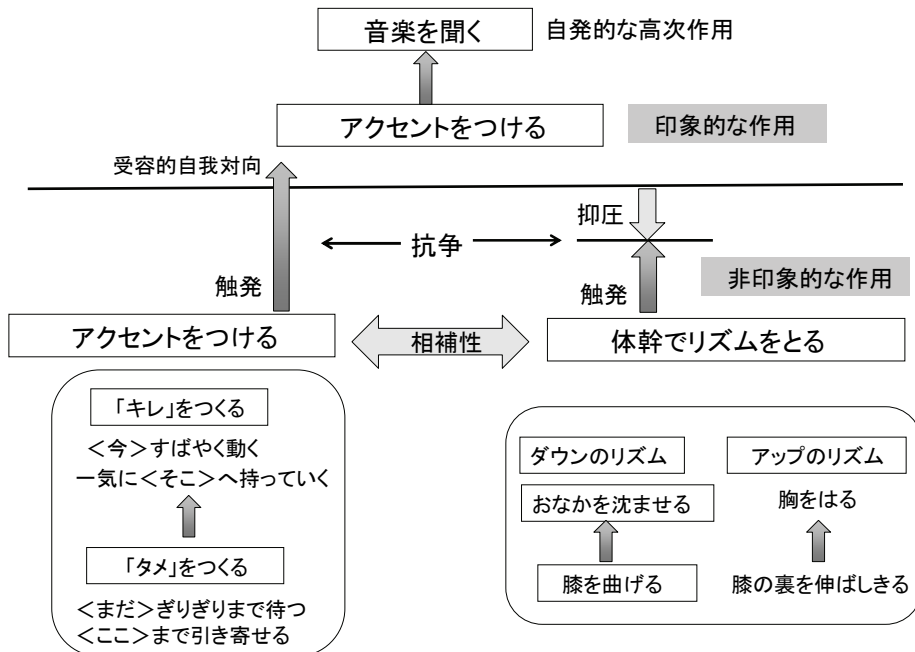 音楽を聞く
自発的な高次作用
アクセントをつける
印象的な作用
受容的自我対向
抑圧
抗争
触発
触発
非印象的な作用
アクセントをつける
相補性
体幹でリズムをとる
「キレ」をつくる
＜今＞すばやく動く
一気に＜そこ＞へ持っていく
「タメ」をつくる
＜まだ＞ぎりぎりまで待つ
＜ここ＞まで引き寄せる
ダウンのリズム
アップのリズム
おなかを沈ませる
胸をはる
膝を曲げる
膝の裏を伸ばしきる